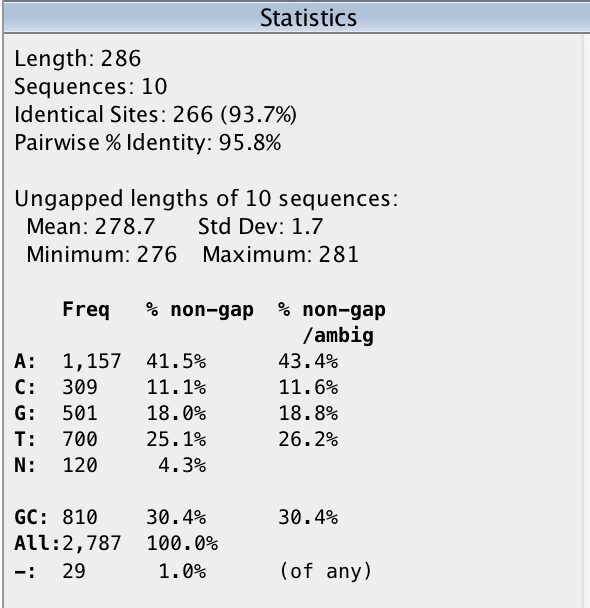 Statistics
Length: 286
Sequences: 10
Identical Sites: 266 (93.7%)
Pairwise % Identity: 95.8%
Ungapped lengths of 10 sequences:
Mean: 278.7 Std Dev: 1.7
Minimum: 276 Maximum: 281
Freq % non-gap % non-gap
/ambig
A: 1,157 41.5% 43.4%
C: 309 11.1% 11.6%
G: 501 18.0% 18.8%
T: 700 25.1% 26.2%
N: 120 4.3%
GC: 810 30.4% 30.4%
All:2,787 100.0%
-: 29 1.0% (of any)